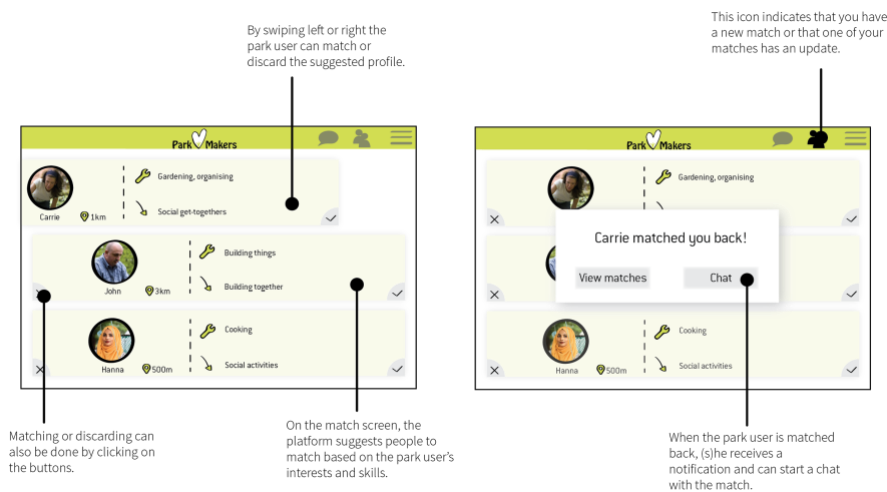 By swiping left or right the
park user can match or
discard the suggested profile.
This icon indicates that you have
a new match or that one of your
matches has an update.
Park Makers
Carrie
1km
Gardening, organising
Social get-togethers
John
3km
Building things
Building together
Hanna
500m
Cooking
Social activities
Park Makers
Gardening, organising
Carrie matched you back!
View matches
Chat
Hanna
500m
Cooking
Social activities
Matching or discarding can
also be done by clicking on
the buttons.
On the match screen, the
platform suggests people to
match based on the park user's
interests and skills.
When the park user is matched
back, (s)he receives a
notification and can start a chat
with the match.